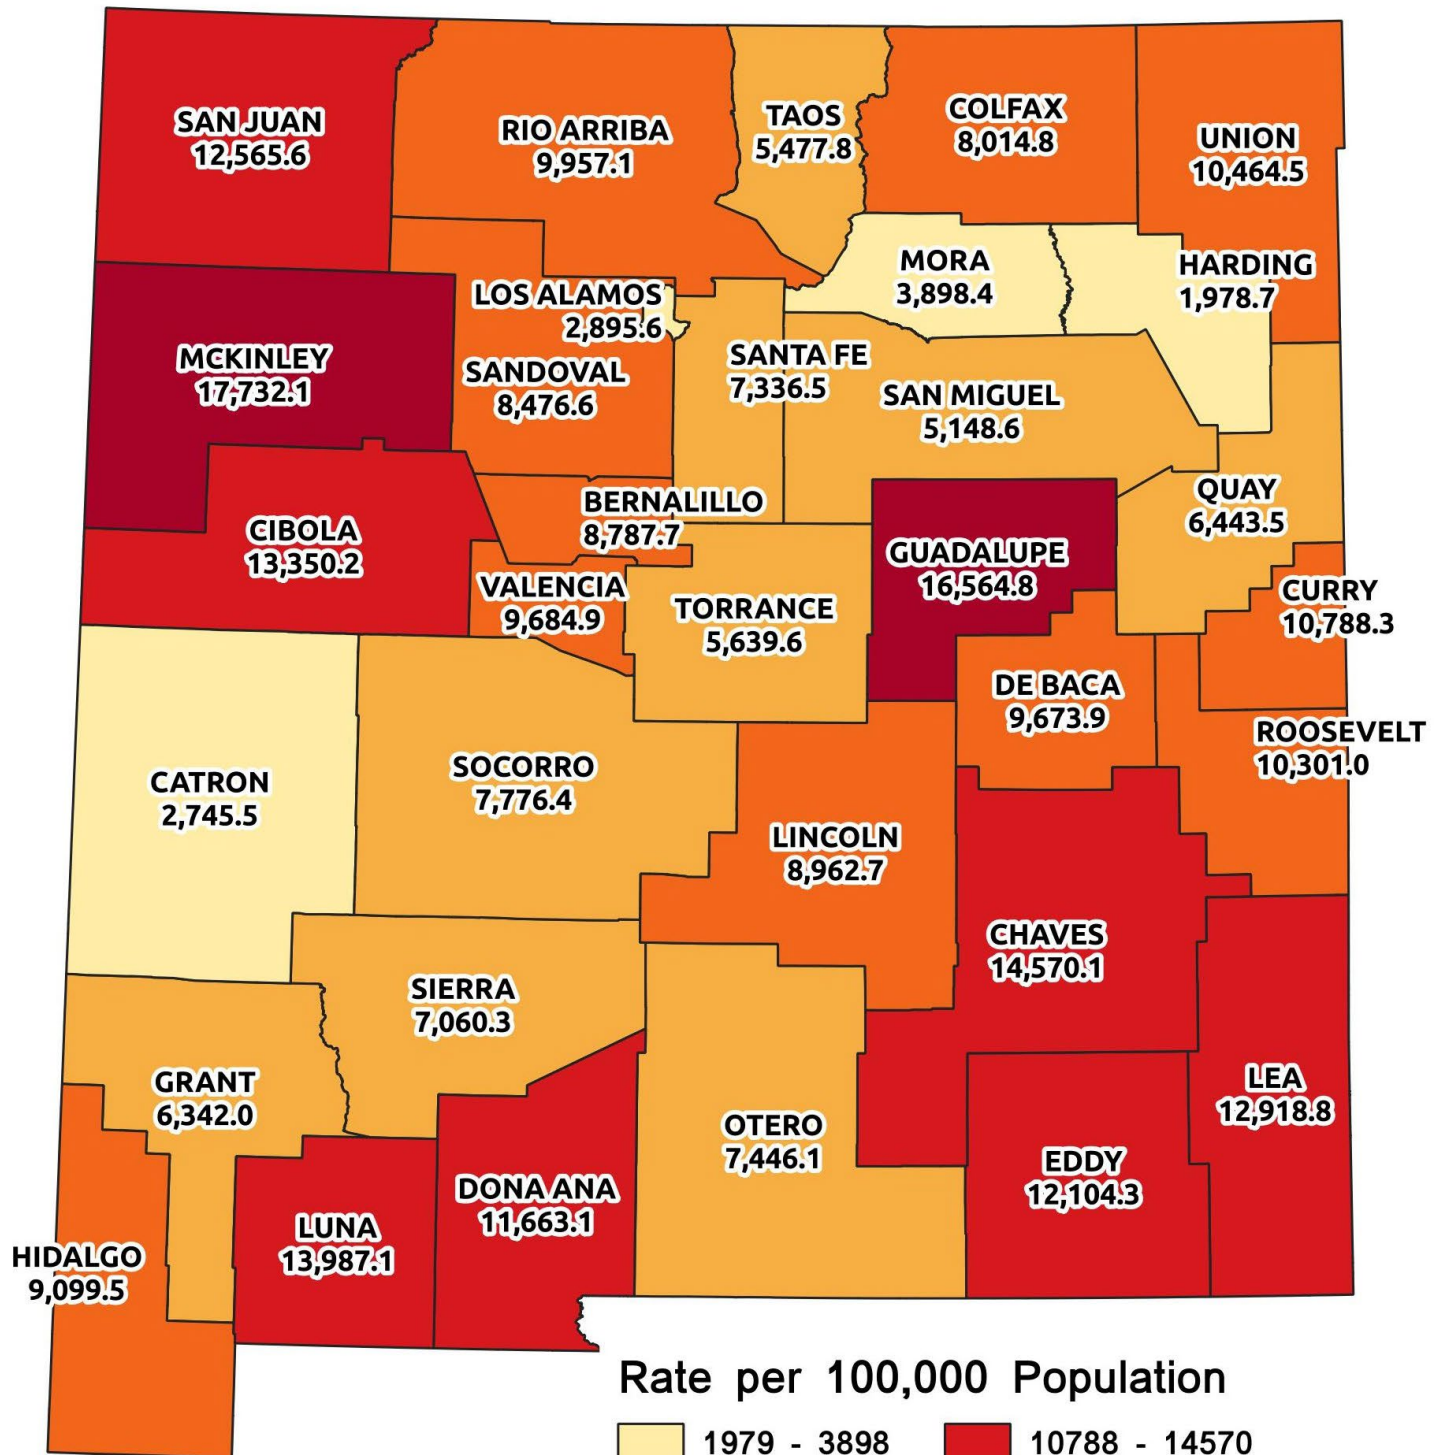 SAN JUAN
12,565.6
RIO ARRIBA
9,957.1
TAOS
5,477.8
COLFAX
8,014.8
UNION
10,464.5
MORA
3,898.4
HARDING
1,978.7
LOS ALAMOS
2,895.6
MCKINLEY
17,732.1
SANDOVAL
8,476.6
SANTA FE
7,336.5
SAN MIGUEL
5,148.6
QUAY
6,443.5
BERNALILLO
8,787.7
CIBOLA
13,350.2
GUADALUPE
16,564.8
VALENCIA
9,684.9
TORRANCE
5,639.6
CURRY
10,788.3
DE BACA
9,673.9
ROOSEVELT
10,301.0
CATRON
2,745.5
SOCORRO
7,776.4
LINCOLN
8,962.7
CHAVES
14,570.1
SIERRA
7,060.3
GRANT
6,342.0
LEA
12,918.8
OTERO
7,446.1
EDDY
12,104.3
DONA ANA
11,663.1
LUNA
13,987.1
HIDALGO
9,099.5
Rate per 100,000 Population
1979 - 3898
10788 - 14570